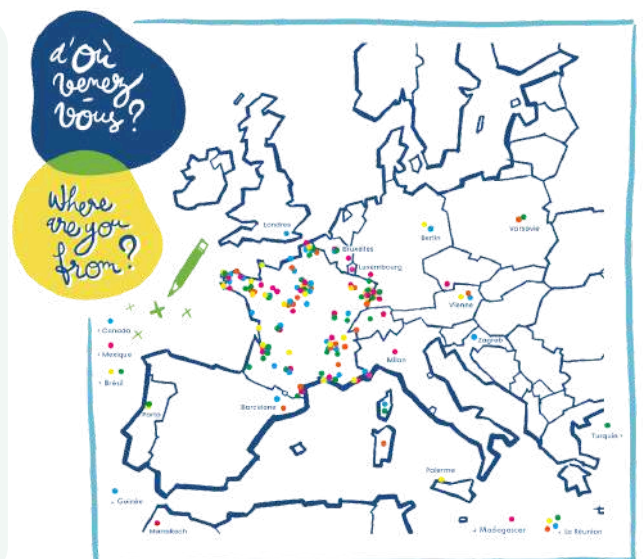 d'où
venez
-vous?
Where
are you
from?
Londres
Bruxelles
Luxembourg
Berlin
Varsovie
Vienne
Zagreb
Milan
Canada
Mexique
Brésil
Porto
Barcelone
Palerme
Turquie
Guinée
Marrakech
Madagascar
La Réunion